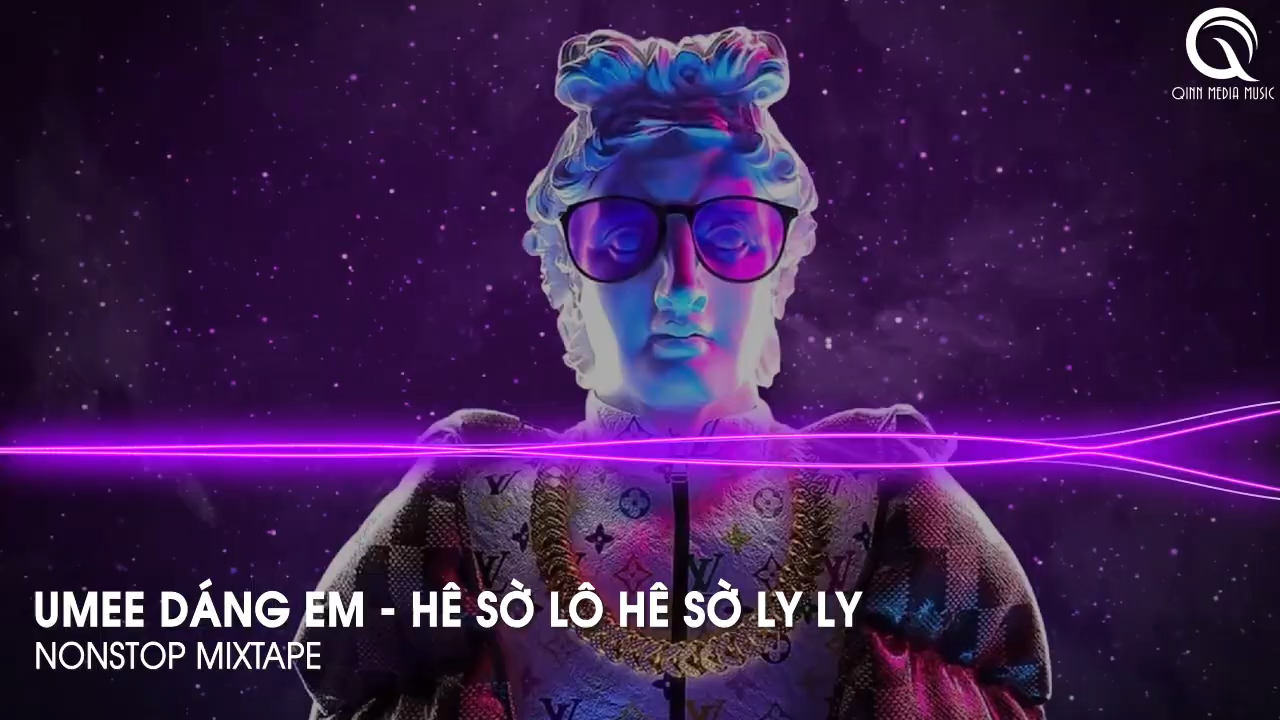 QINN MEDIA MUSIC
UMEE DÁNG EM - HÊ SỜ LÔ HÊ SỜ LY LY
NONSTOP MIXTAPE